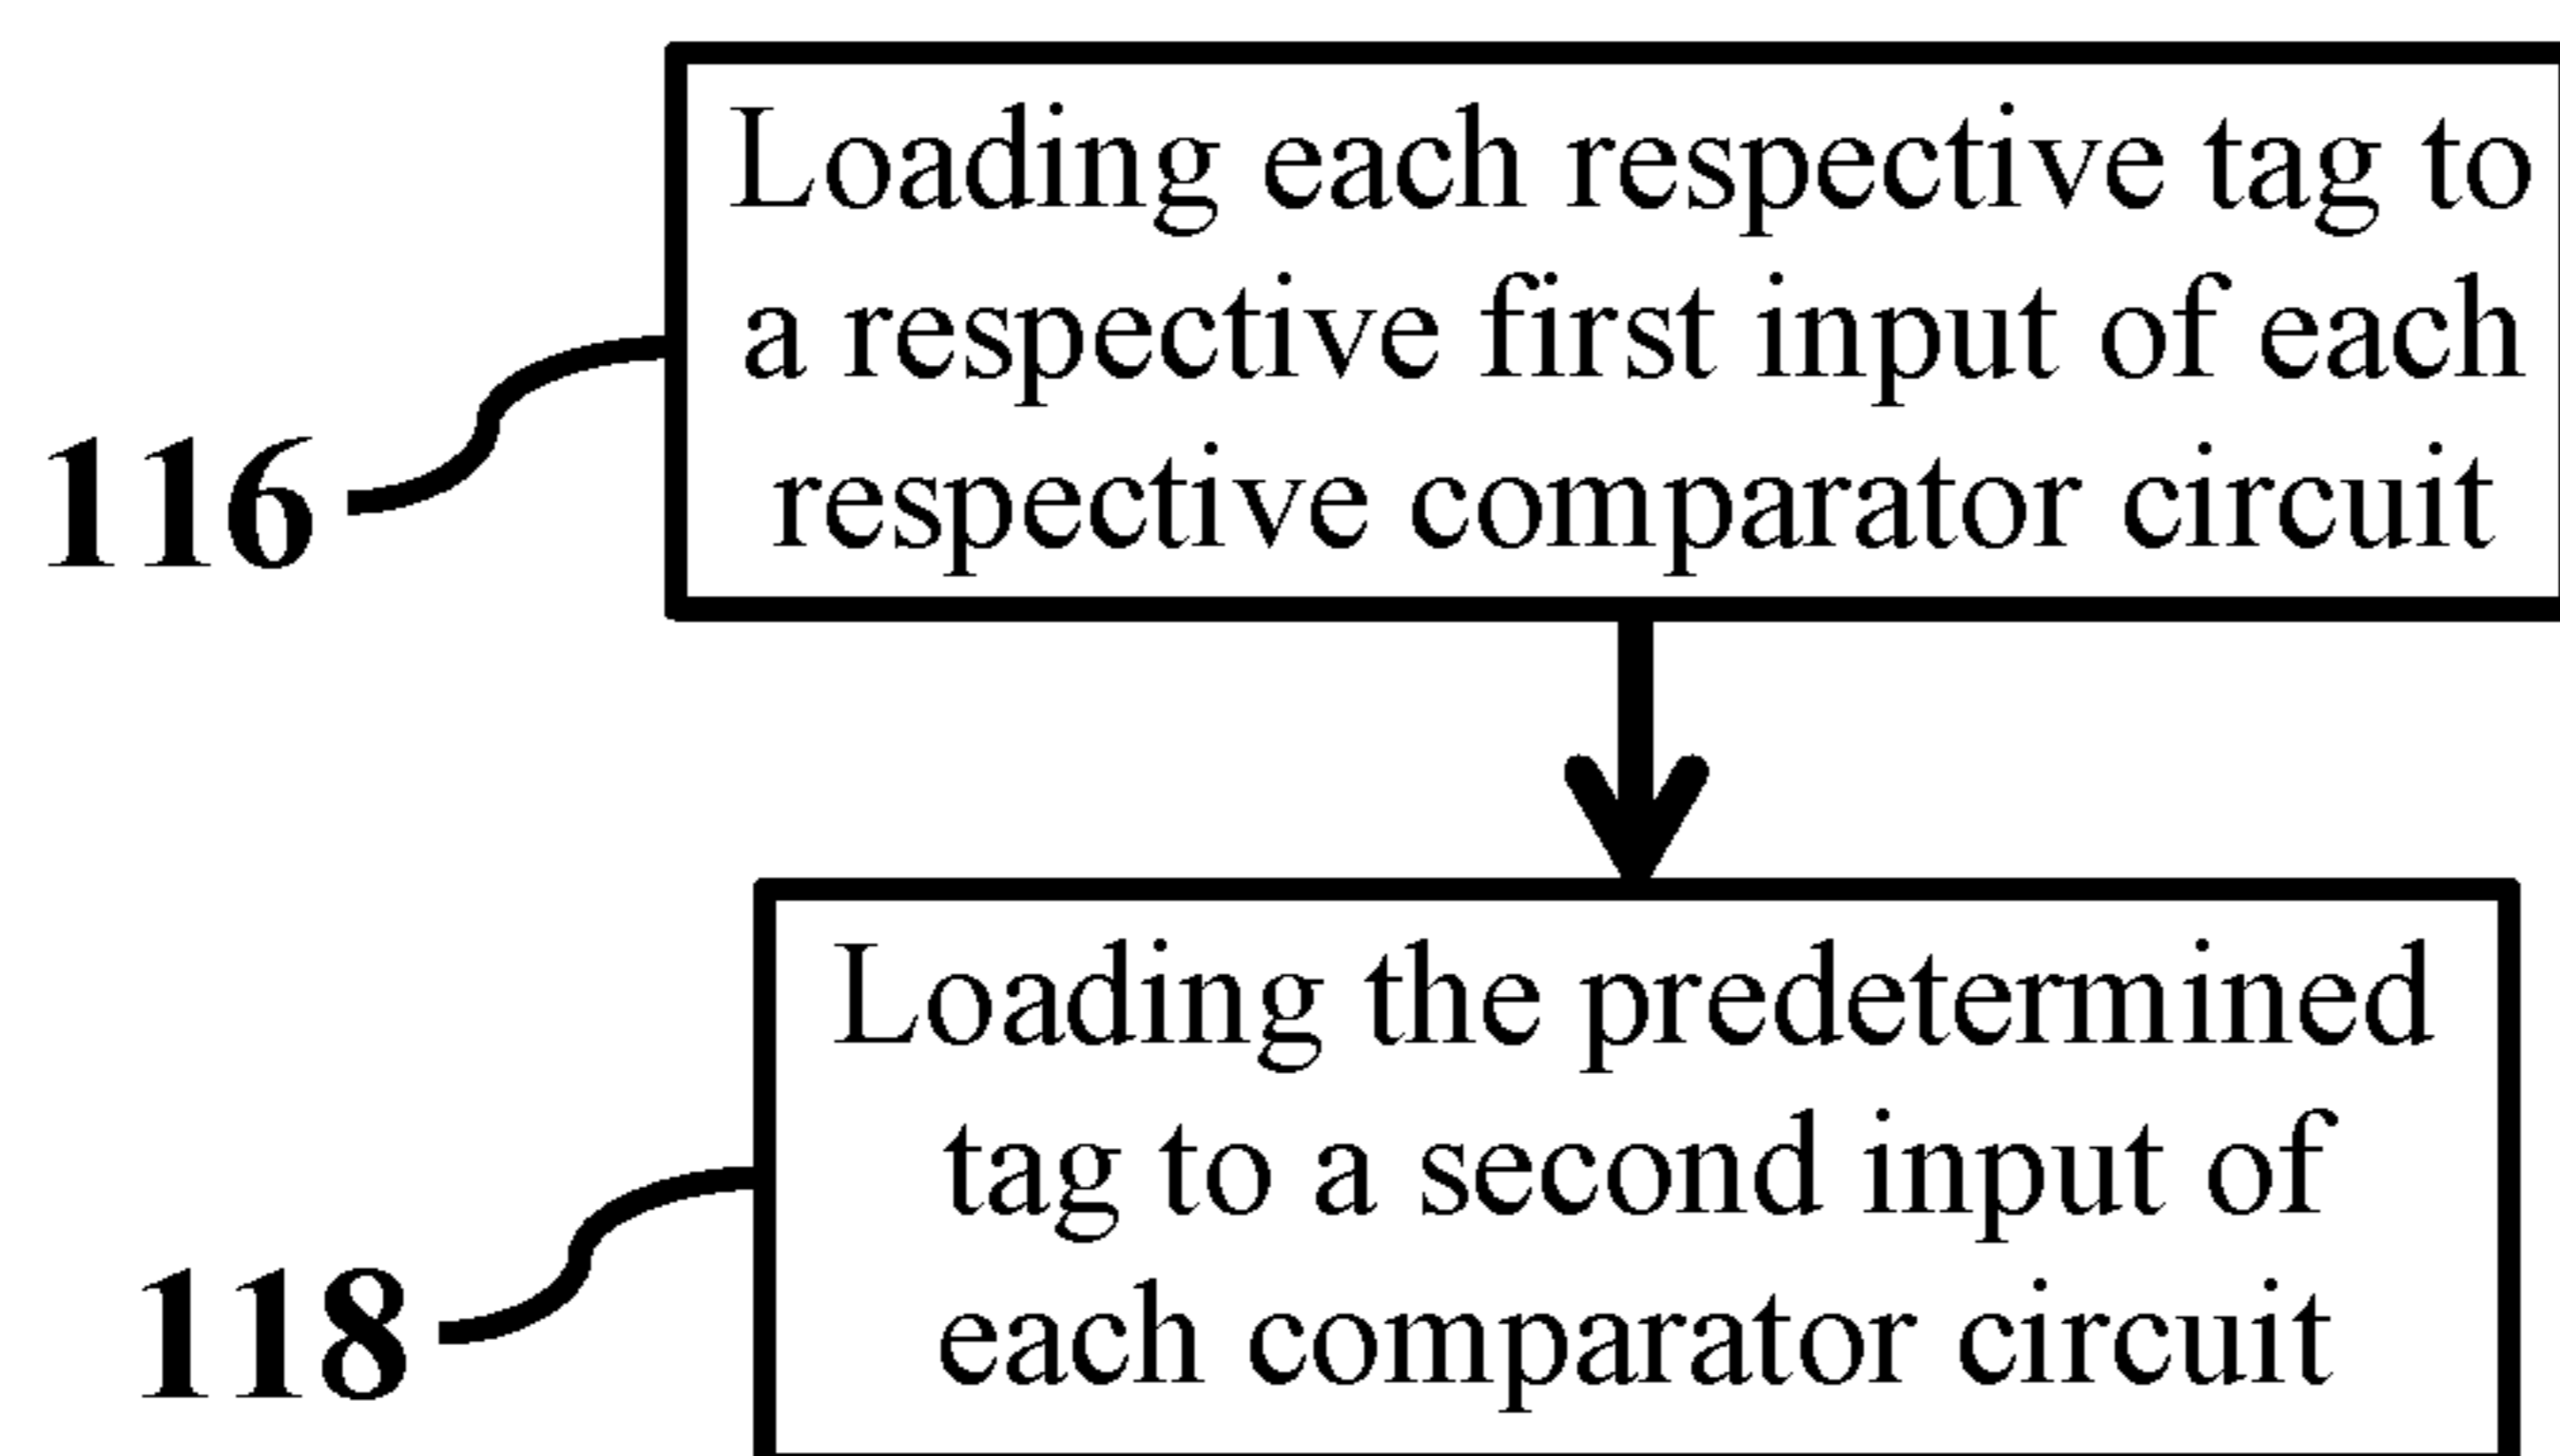 Loading each respective tag to
a respective first input of each
respective comparator circuit
116
Loading the predetermined
tag to a second input of
each comparator circuit
118